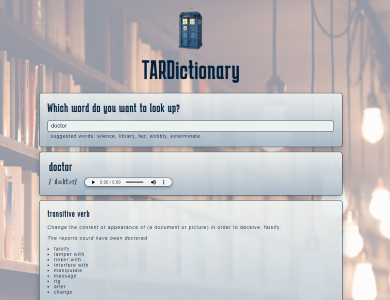 TARDictionary
Which word do you want to look up?
doctor
suggested words: silence, library, fez, wobbly, exterminate...
doctor
0:00 / 0:00
transitive verb
Change the content or appearance of (a document or picture) in order to deceive; falsify.
The reports could have been doctored.
falsify
tamper with
tinker with
interfere with
manipulate
massage
rig
alter
change